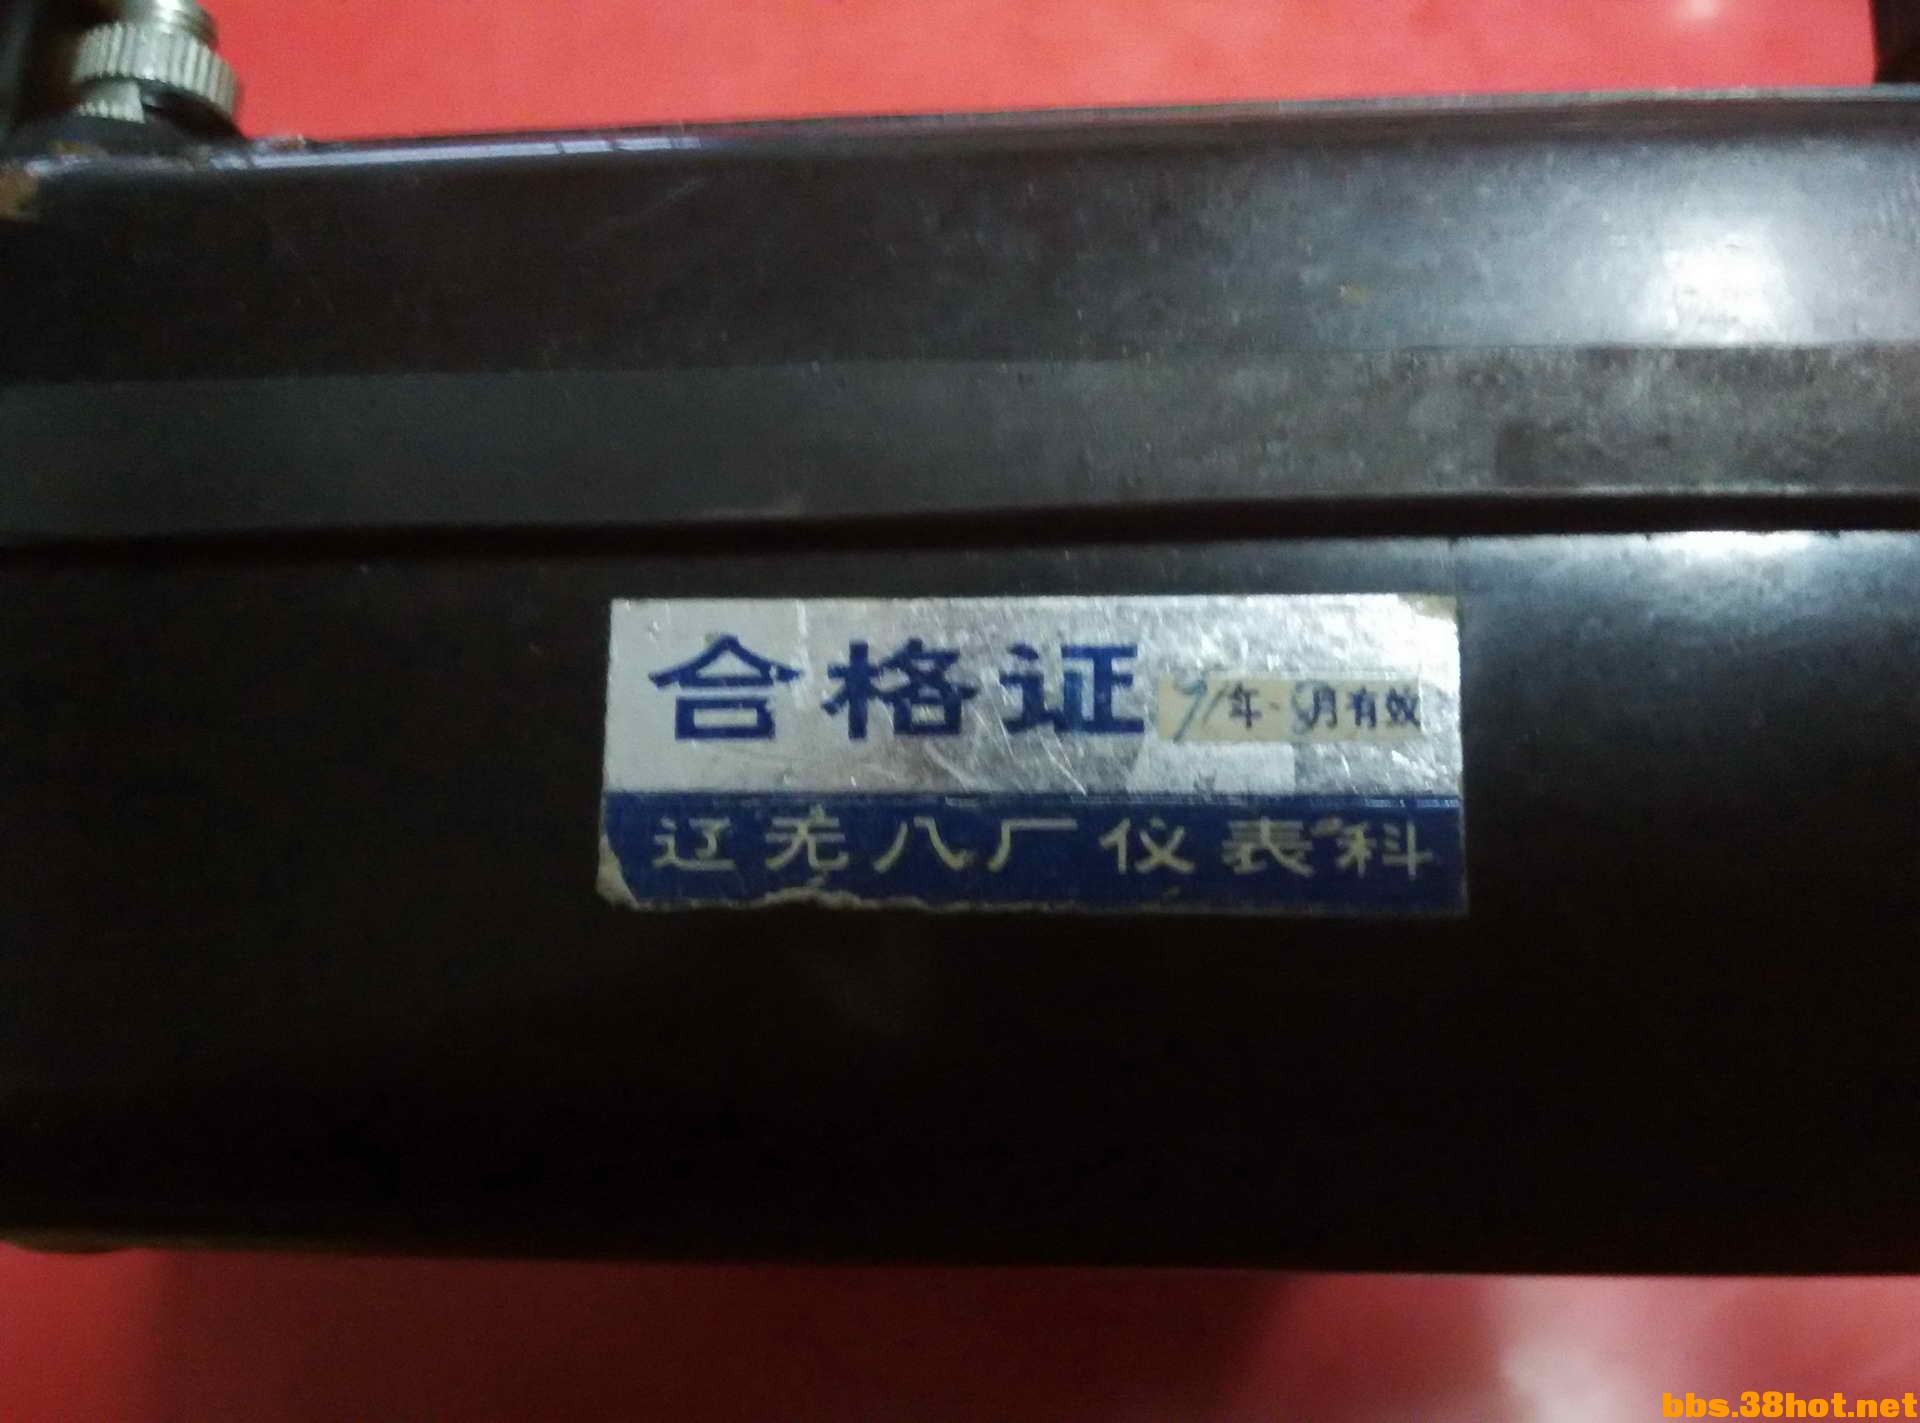 合格证
91年-8月有效
辽无八厂仪表科
bbs.38hot.net